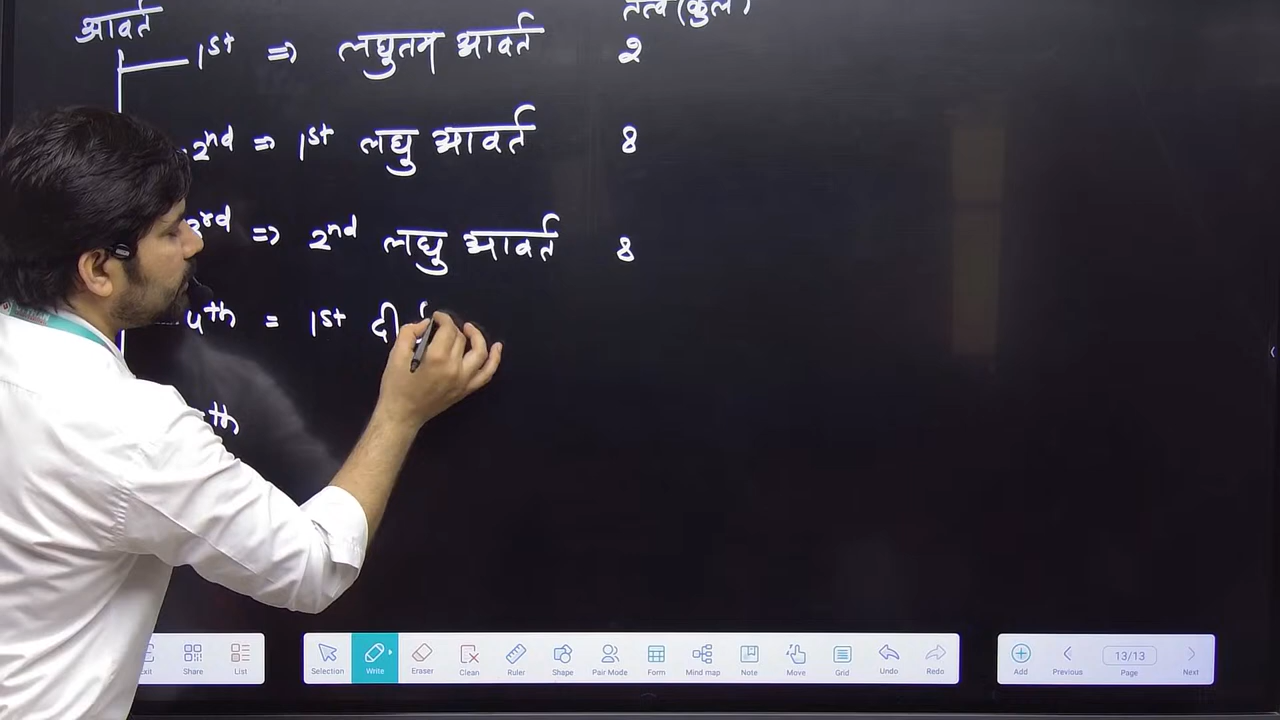 आवर्त तत्व (कुल)
1st => लघुतम आवर्त 2
2nd => 1st लघु आवर्त 8
3rd => 2nd लघु आवर्त 8
4th = 1st दी
th
Share List
Selection Write Eraser Clean Ruler Shape Pair Mode Form Mind map Note Move Grid Undo Redo
Add Previous 13/13 Page Next